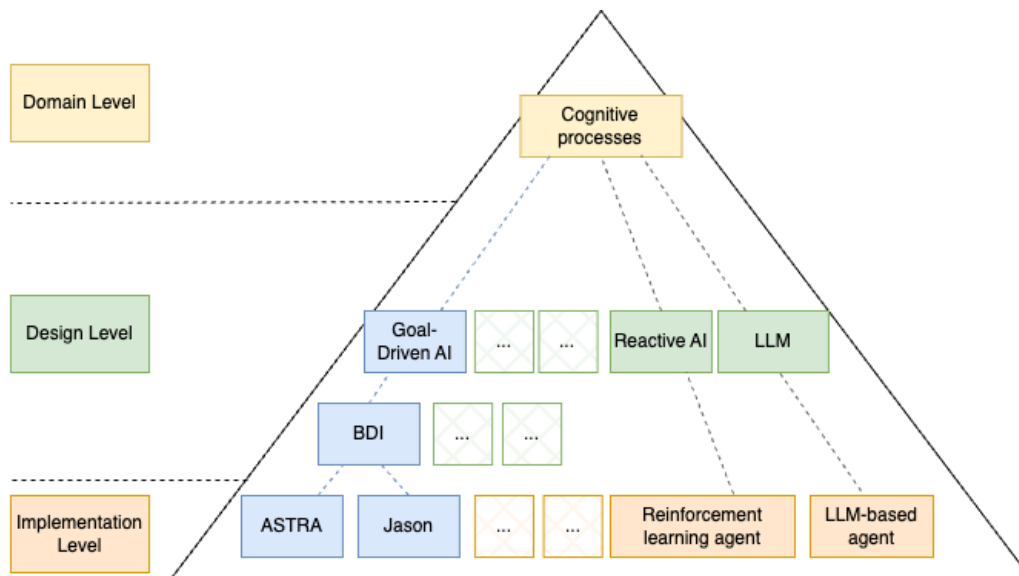 Domain Level
Cognitive
processes
Design Level
Goal-
Driven AI
...
...
Reactive AI
LLM
BDI
...
...
Implementation
Level
ASTRA
Jason
...
...
Reinforcement
learning agent
LLM-based
agent